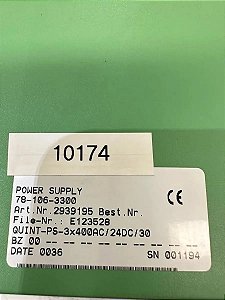 10174
POWER SUPPLY
78-106-3300
Art.Nr.2939195 Best.Nr.
File-Nr.: E123528
QUINT-PS-3x400AC/24DC/30
CE
BZ 00 -- -- -- -- -- -- --
DATE 0036 SN 001194